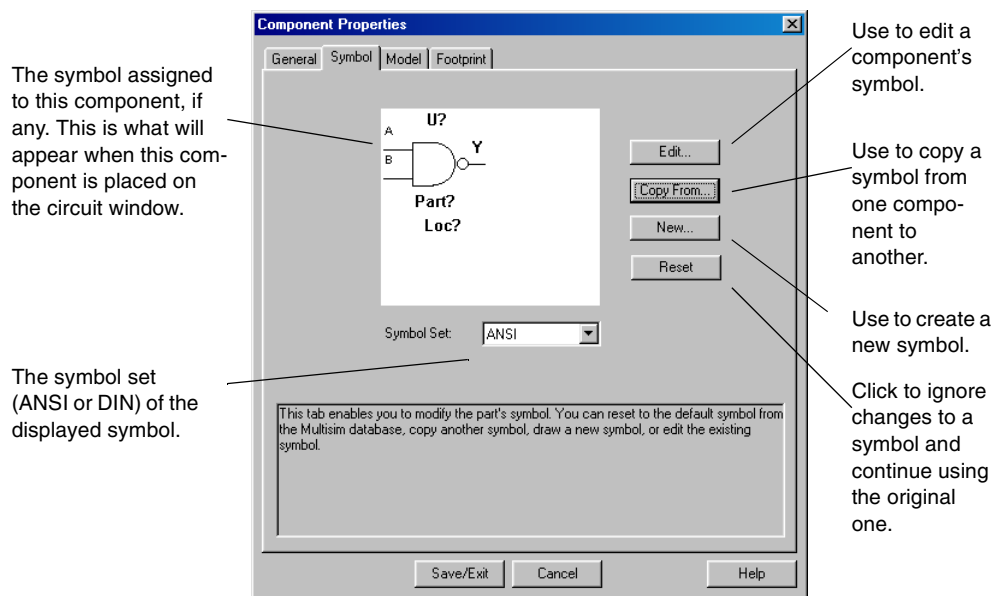 Component Properties
General Symbol Model Footprint
The symbol assigned
to this component, if
any. This is what will
appear when this com-
ponent is placed on
the circuit window.
U?
A
B
Y
Part?
Loc?
Edit...
Copy From...
New...
Reset
Use to edit a
component's
symbol.
Use to copy a
symbol from
one compo-
nent to
another.
Use to create a
new symbol.
Click to ignore
changes to a
symbol and
continue using
the original
one.
Symbol Set: ANSI
The symbol set
(ANSI or DIN) of the
displayed symbol.
This tab enables you to modify the part's symbol. You can reset to the default symbol from
the Multisim database, copy another symbol, draw a new symbol, or edit the existing
symbol.
Save/Exit Cancel Help